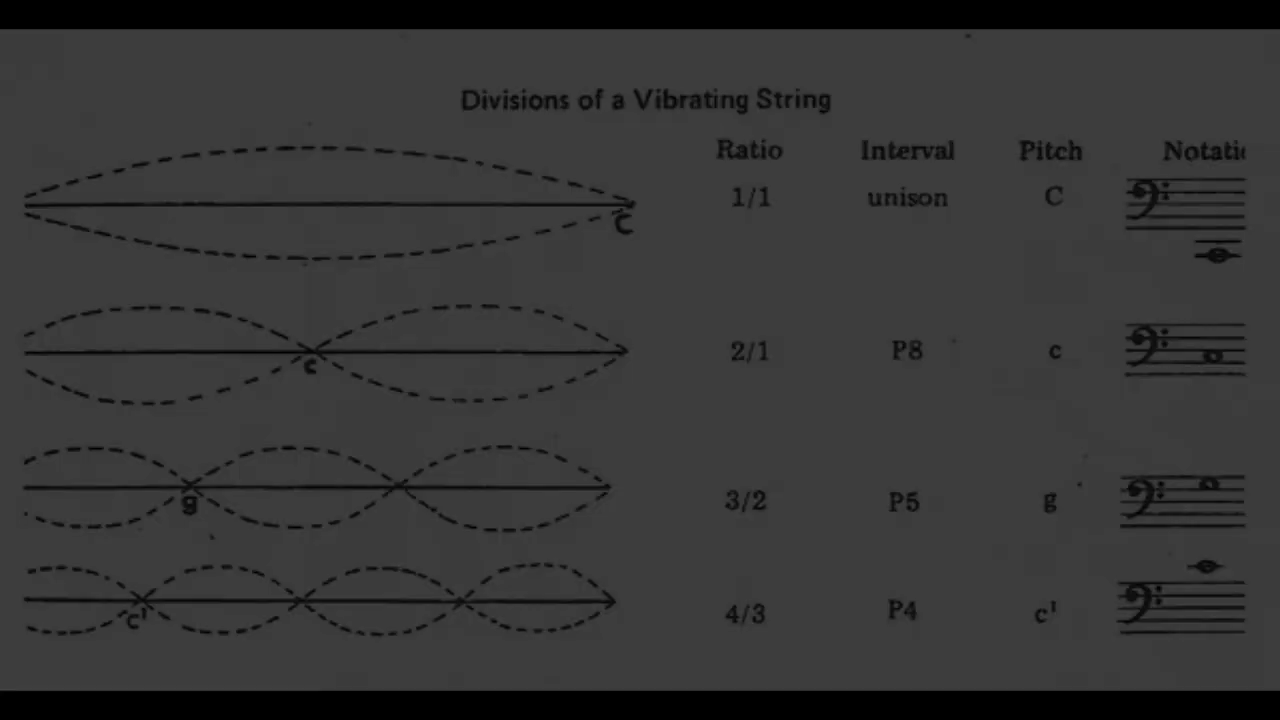 Divisions of a Vibrating String
Ratio Interval Pitch Notatio
C
1/1 unison C
c
2/1 P8 c
g
3/2 P5 g
c¹
4/3 P4 c¹